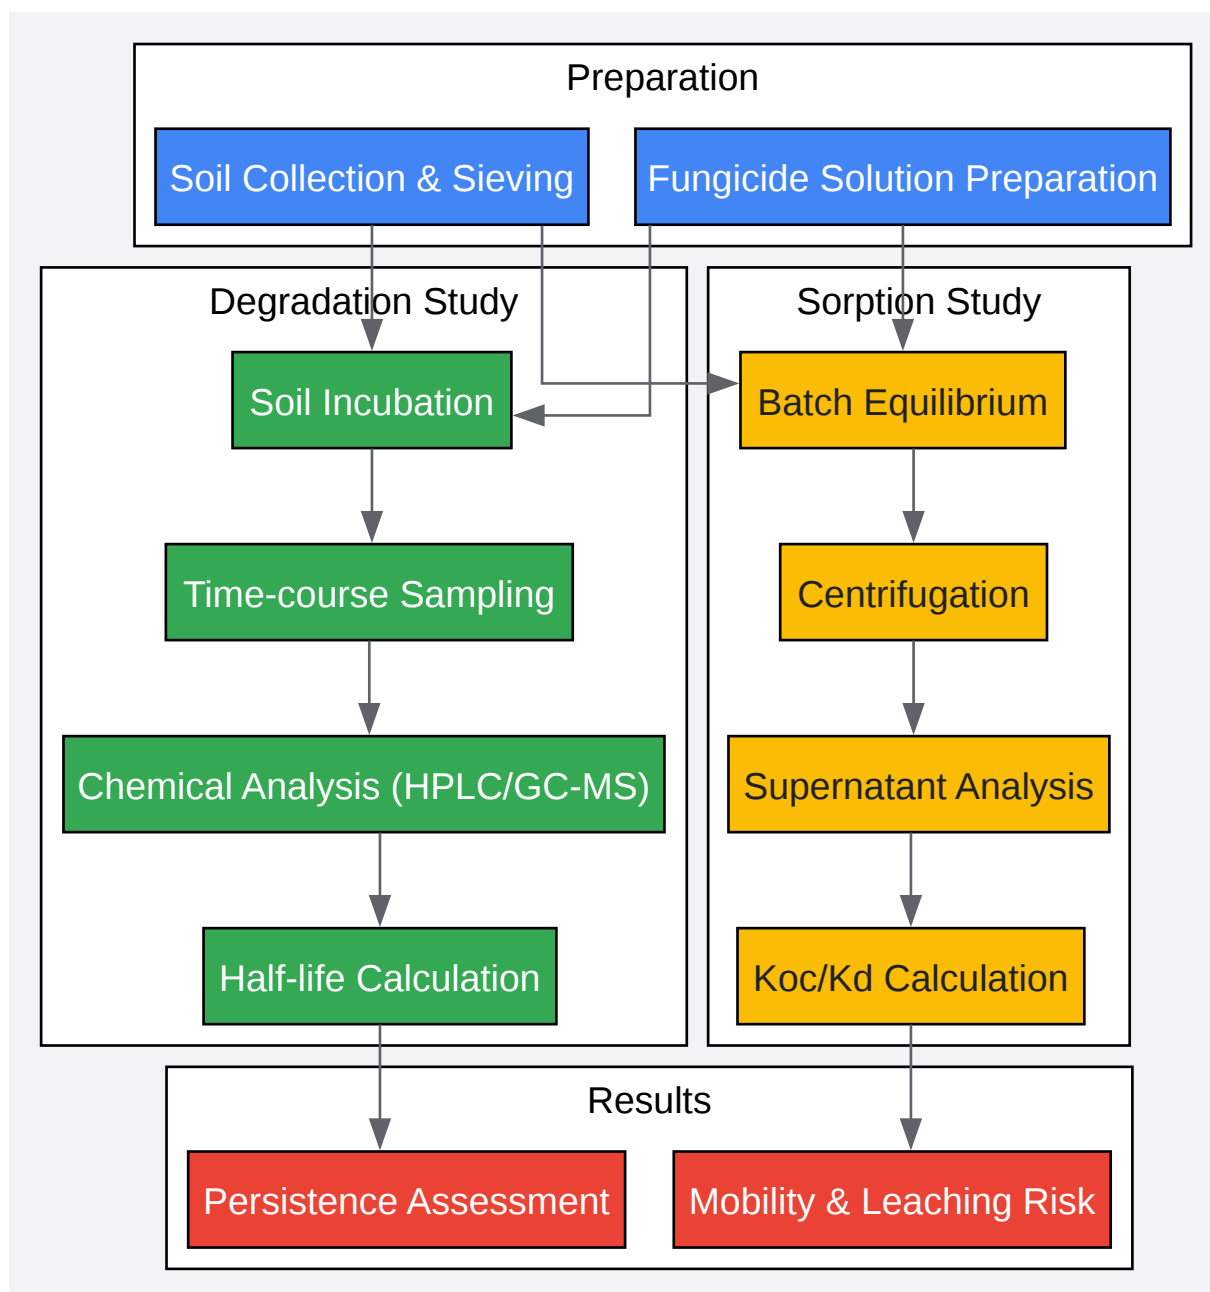 Preparation
Soil Collection & Sieving
Fungicide Solution Preparation
Degradation Study
Soil Incubation
Time-course Sampling
Chemical Analysis (HPLC/GC-MS)
Half-life Calculation
Sorption Study
Batch Equilibrium
Centrifugation
Supernatant Analysis
Koc/Kd Calculation
Results
Persistence Assessment
Mobility & Leaching Risk